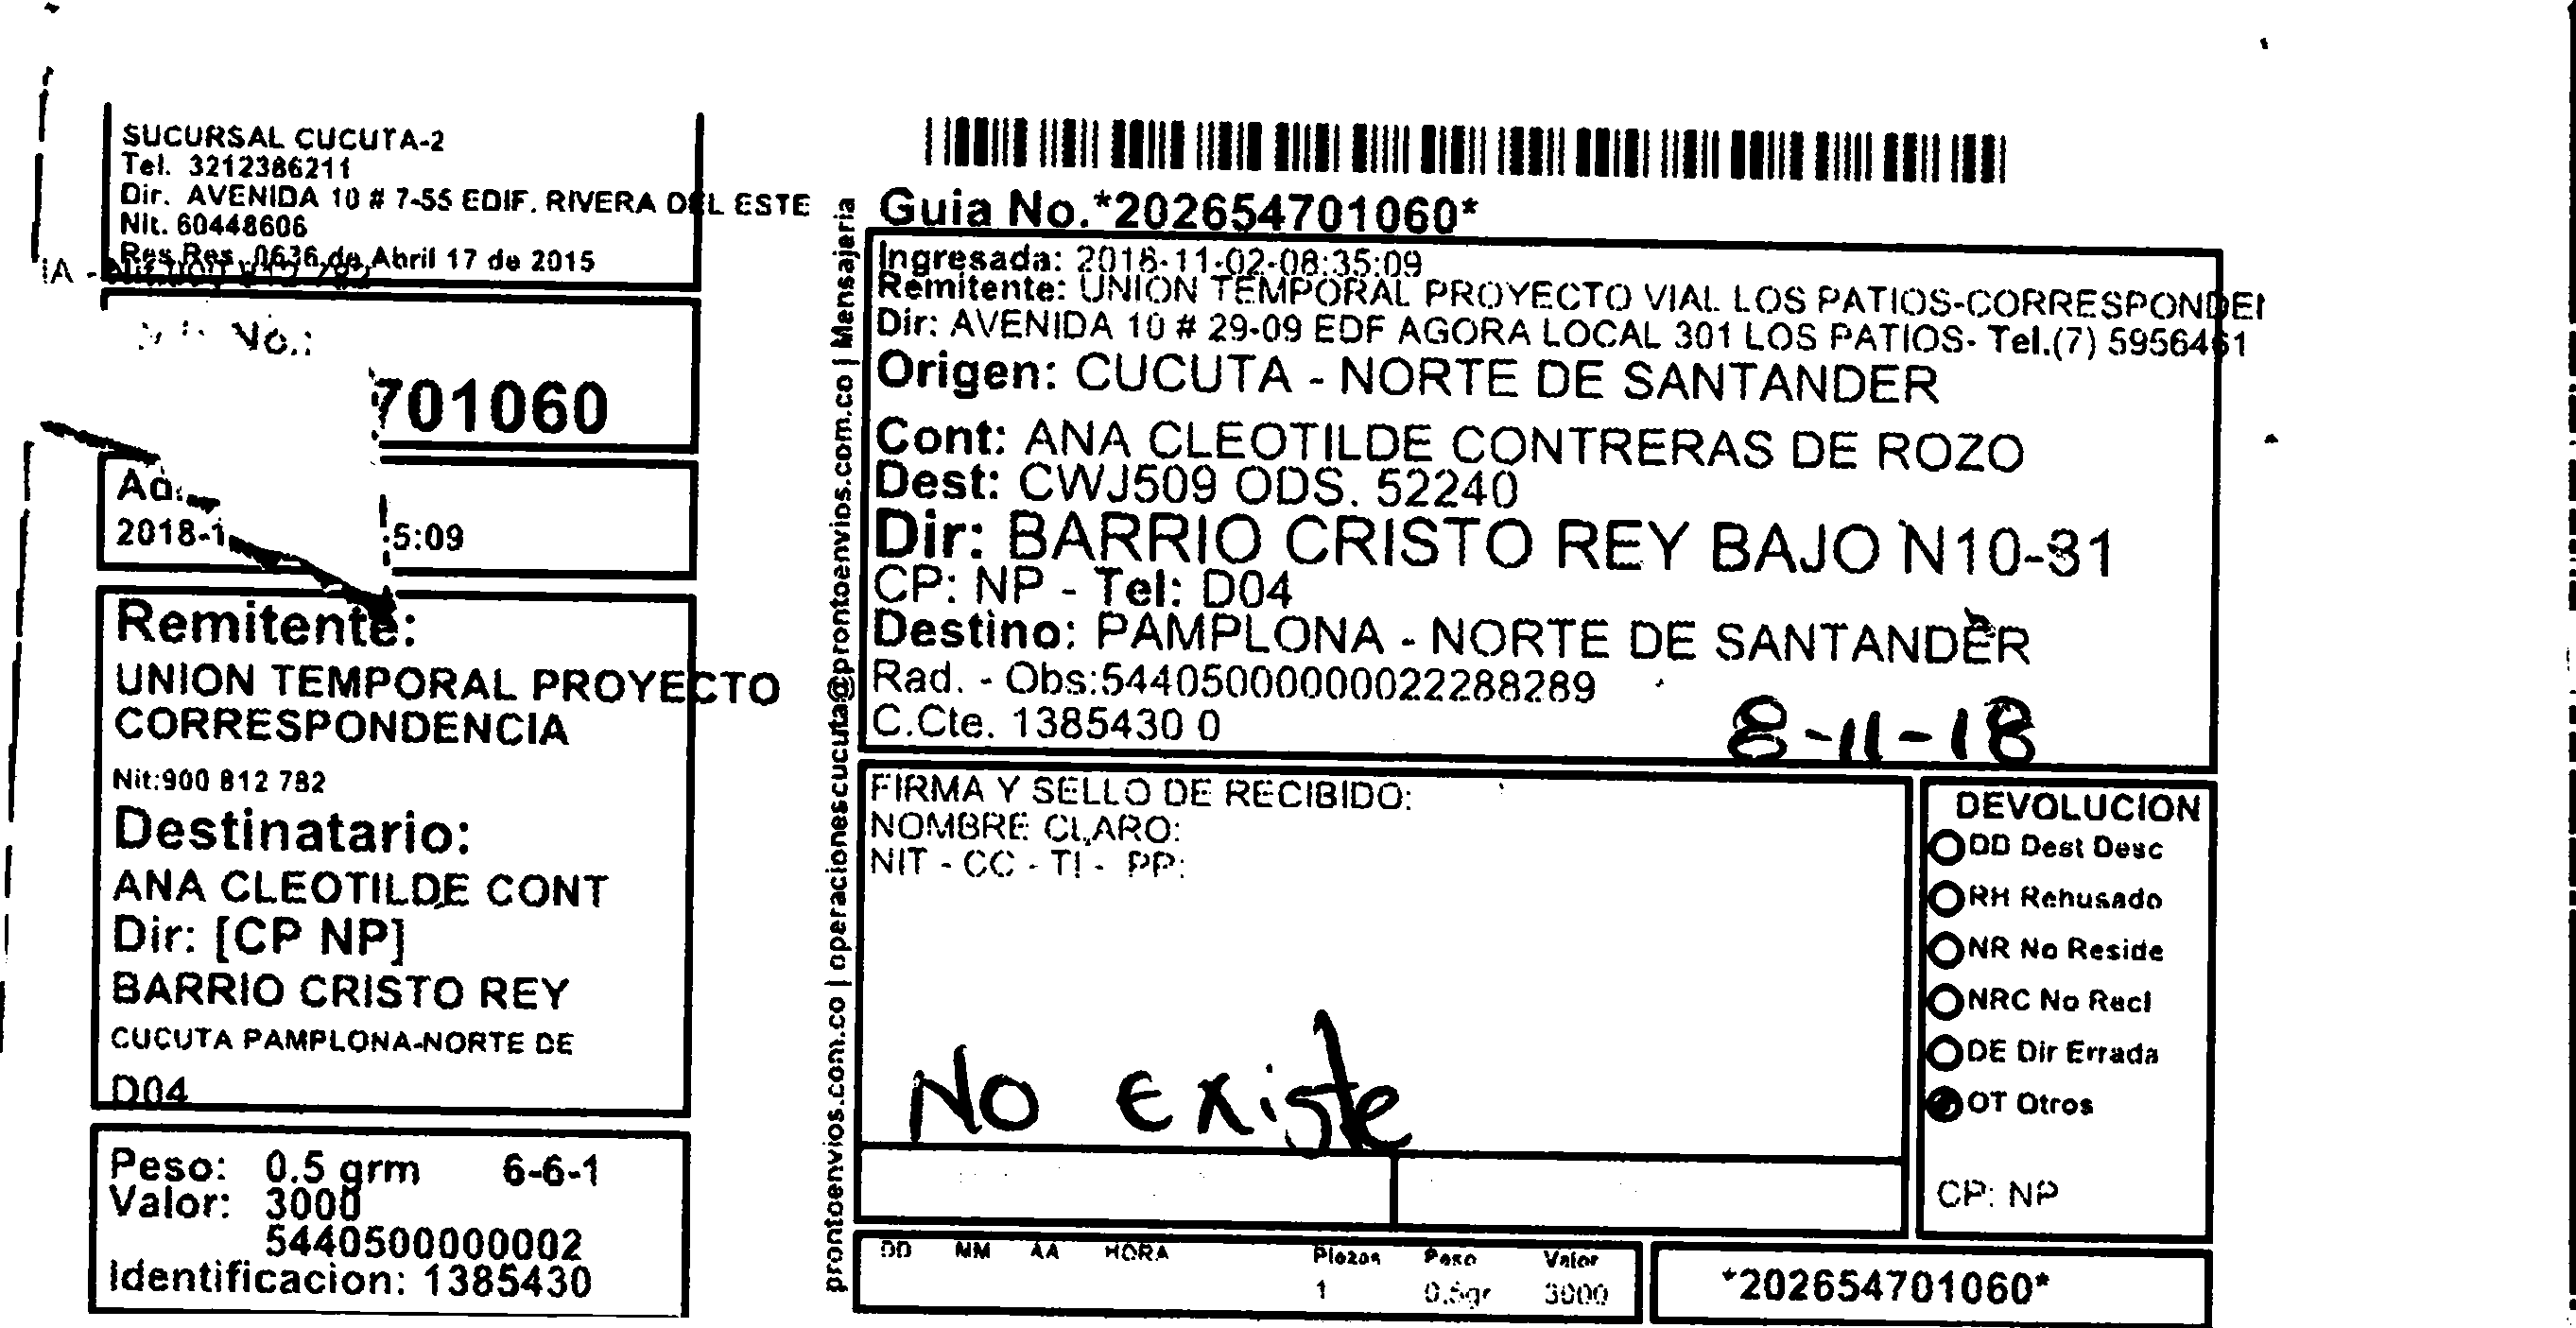 SUCURSAL CUCUTA-2
Tel. 3212386211
Dir. AVENIDA 10 # 7-55 EDIF. RIVERA DEL ESTE
Nit. 60448606
Res.Res. 0636 de Abril 17 de 2015
IA -
No.:
701060
2018-1 5:09
Remitente:
UNION TEMPORAL PROYECTO
CORRESPONDENCIA
Nit:900 812 782
Destinatario:
ANA CLEOTILDE CONT
Dir: [CP NP]
BARRIO CRISTO REY
CUCUTA PAMPLONA-NORTE DE
D04
Peso: 0.5 grm 6-6-1
Valor: 3000
5440500000002
Identificacion: 1385430
prontoenvios.com.co | operacionescucuta@prontoenvios.com.co | Mensajeria
Guia No.*202654701060*
Ingresada: 2018-11-02-08:35:09
Remitente: UNION TEMPORAL PROYECTO VIAL LOS PATIOS-CORRESPONDEN
Dir: AVENIDA 10 # 29-09 EDF AGORA LOCAL 301 LOS PATIOS- Tel.(7) 5956461
Origen: CUCUTA - NORTE DE SANTANDER
Cont: ANA CLEOTILDE CONTRERAS DE ROZO
Dest: CWJ509 ODS. 52240
Dir: BARRIO CRISTO REY BAJO N10-31
CP: NP - Tel: D04
Destino: PAMPLONA - NORTE DE SANTANDER
Rad. - Obs:54405000000022288289
C.Cte. 1385430 0
8-11-18
FIRMA Y SELLO DE RECIBIDO:
NOMBRE CLARO:
NIT - CC - TI - PP:
No existe
DEVOLUCION
DD Dest Desc
RH Rehusado
NR No Reside
NRC No Recl
DE Dir Errada
OT Otros
CP: NP
DD MM AA HORA Piezas Peso Valor
1 0.5gr 3000
*202654701060*